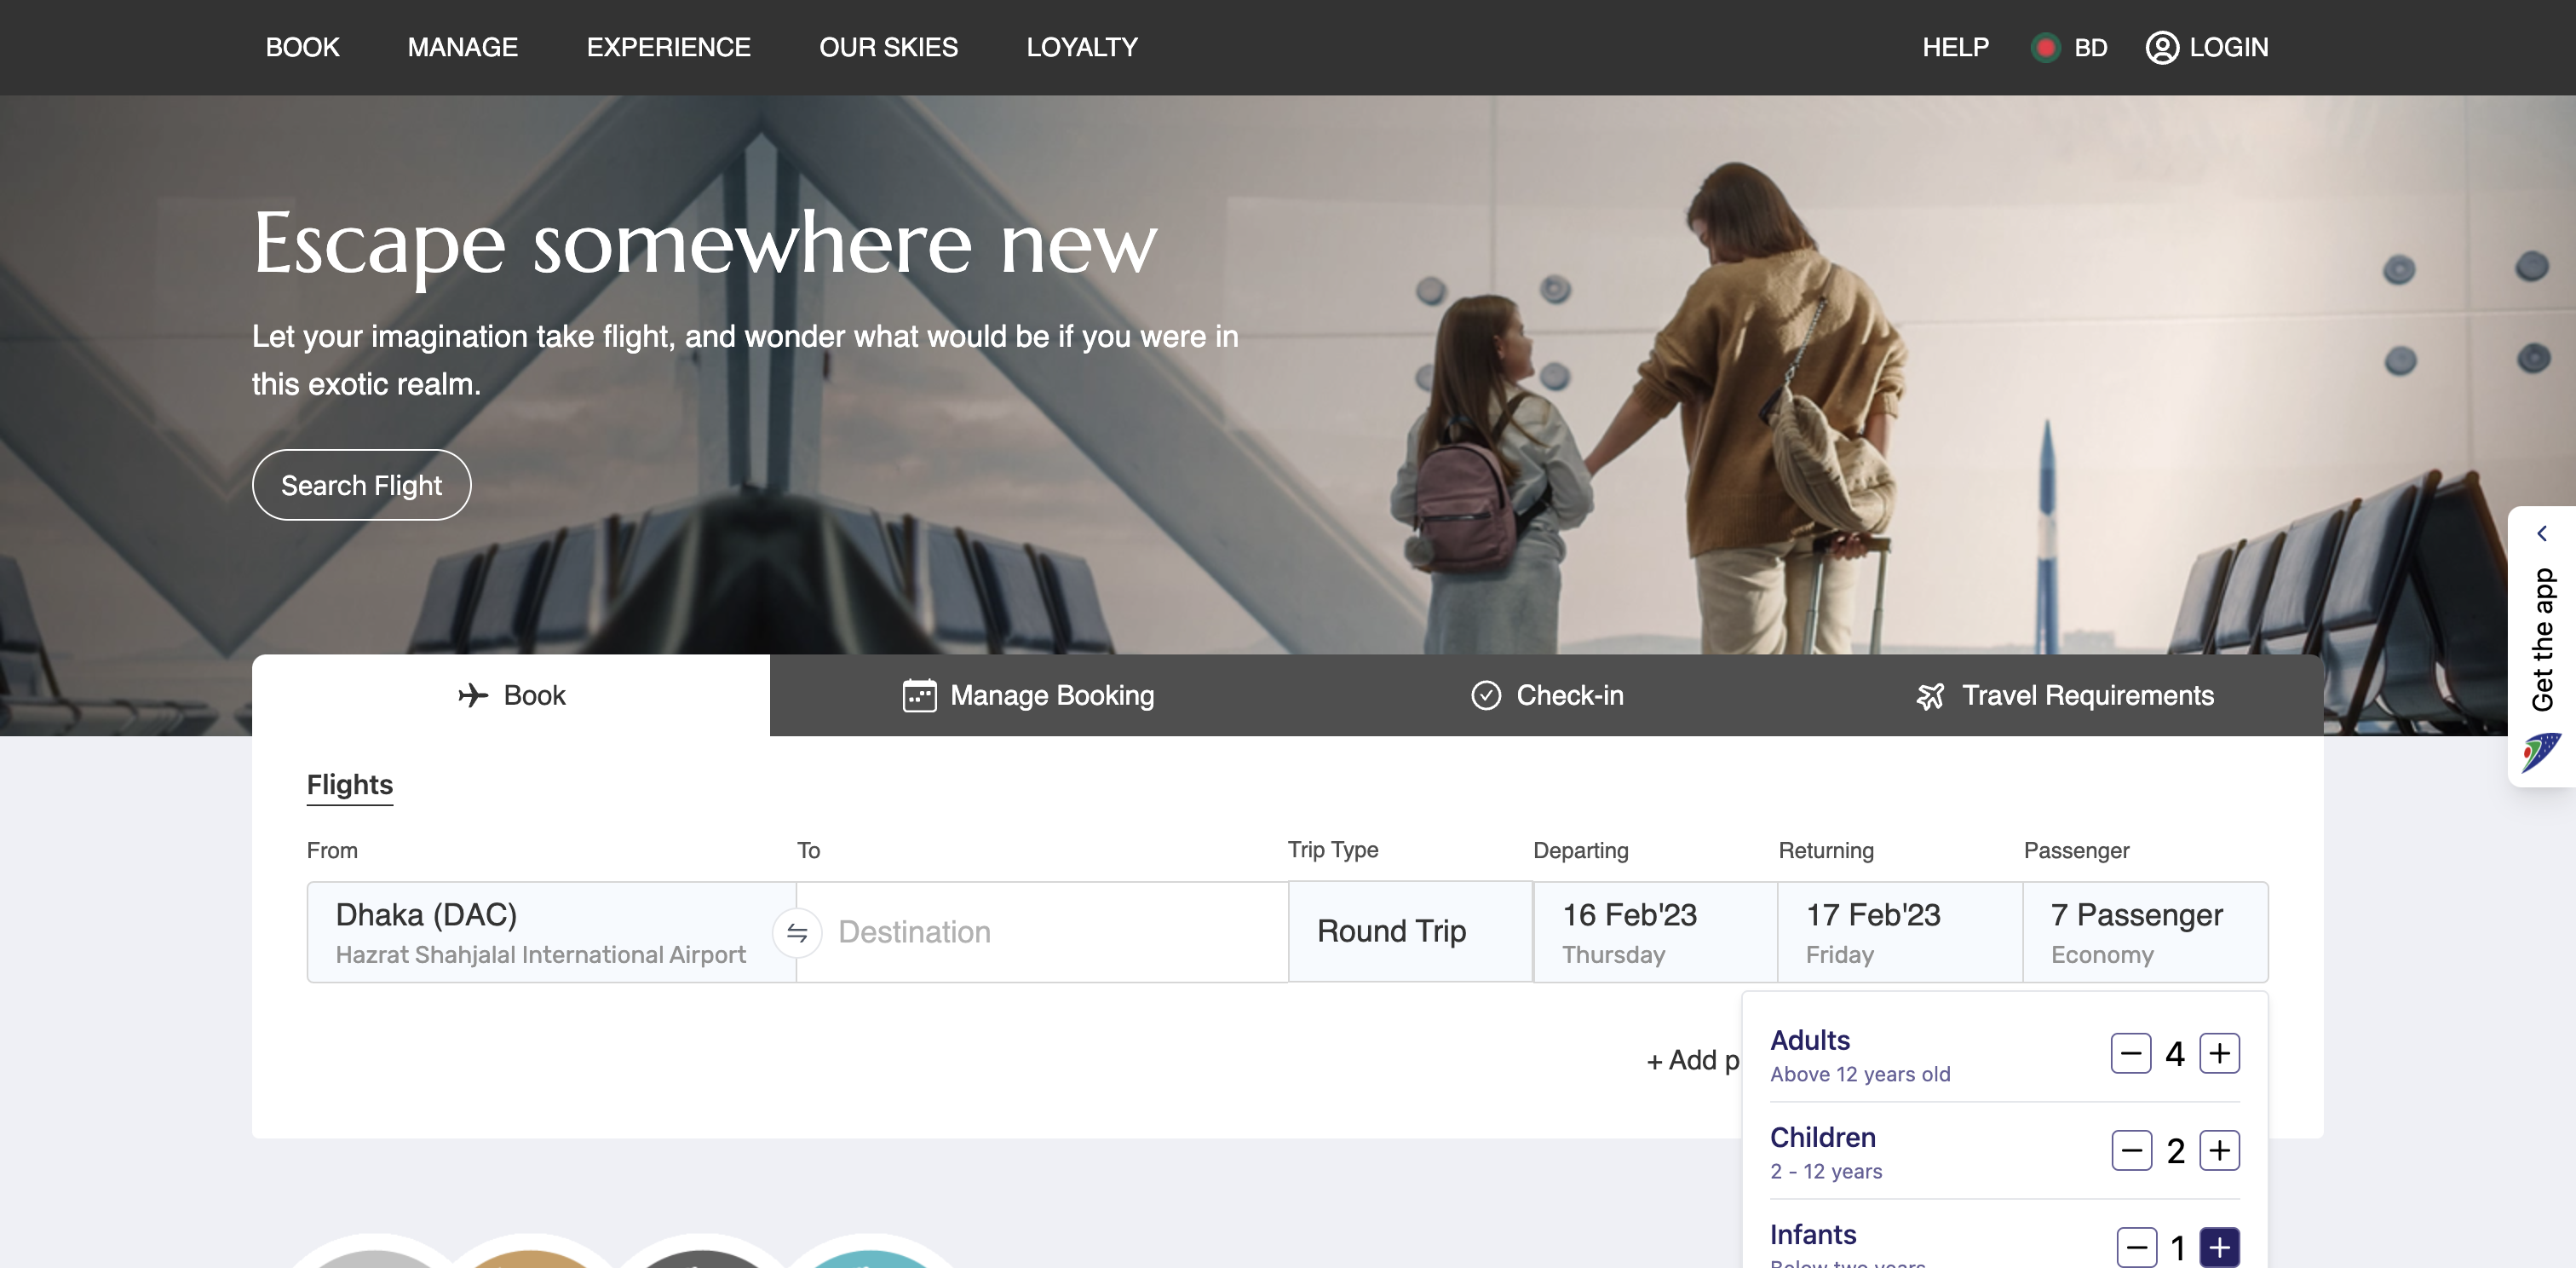 BOOK MANAGE EXPERIENCE OUR SKIES LOYALTY HELP BD LOGIN
Escape somewhere new
Let your imagination take flight, and wonder what would be if you were in
this exotic realm.
Search Flight
Get the app
Book Manage Booking Check-in Travel Requirements
Flights
From To Trip Type Departing Returning Passenger
Dhaka (DAC) Destination Round Trip 16 Feb'23 17 Feb'23 7 Passenger
Hazrat Shahjalal International Airport Thursday Friday Economy
+ Add p
Adults 4
Above 12 years old
Children 2
2 - 12 years
Infants 1
Below two years